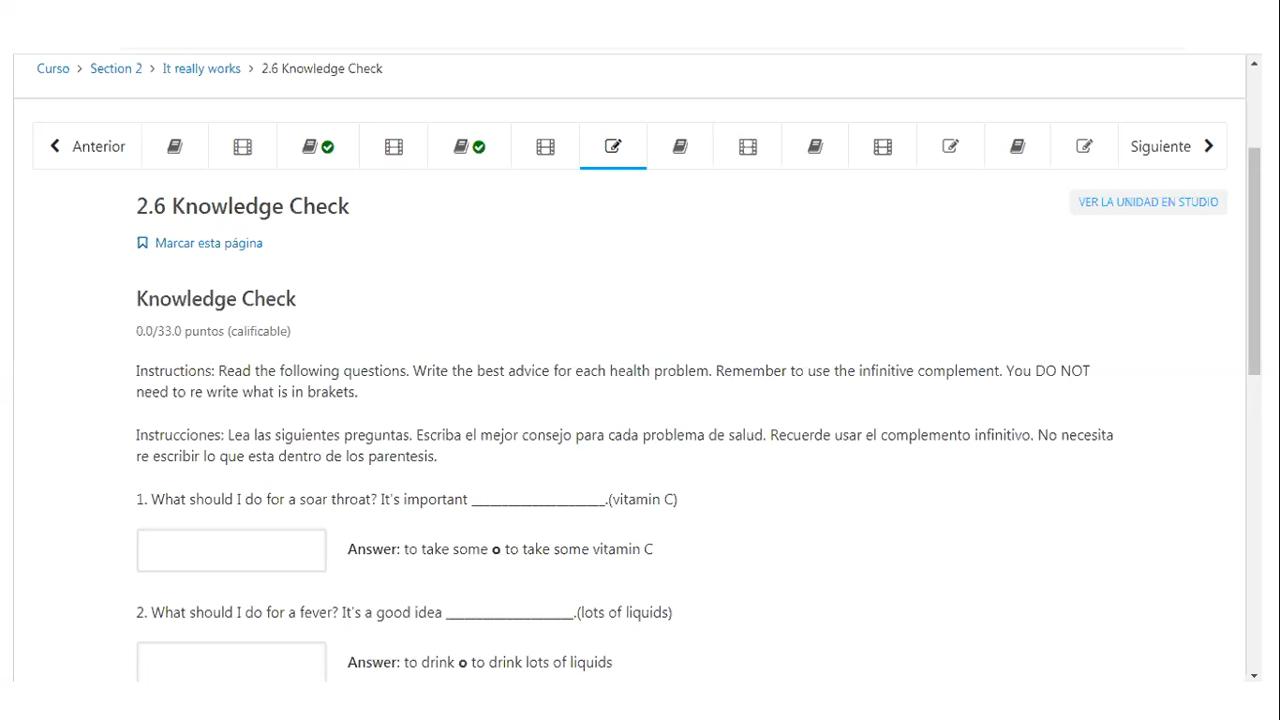 Curso > Section 2 > It really works > 2.6 Knowledge Check
Anterior
Siguiente
2.6 Knowledge Check
VER LA UNIDAD EN STUDIO
Marcar esta página
Knowledge Check
0.0/33.0 puntos (calificable)
Instructions: Read the following questions. Write the best advice for each health problem. Remember to use the infinitive complement. You DO NOT
need to re write what is in brakets.
Instrucciones: Lea las siguientes preguntas. Escriba el mejor consejo para cada problema de salud. Recuerde usar el complemento infinitivo. No necesita
re escribir lo que esta dentro de los parentesis.
1. What should I do for a soar throat? It's important ____________________.(vitamin C)
Answer: to take some o to take some vitamin C
2. What should I do for a fever? It's a good idea ___________________.(lots of liquids)
Answer: to drink o to drink lots of liquids